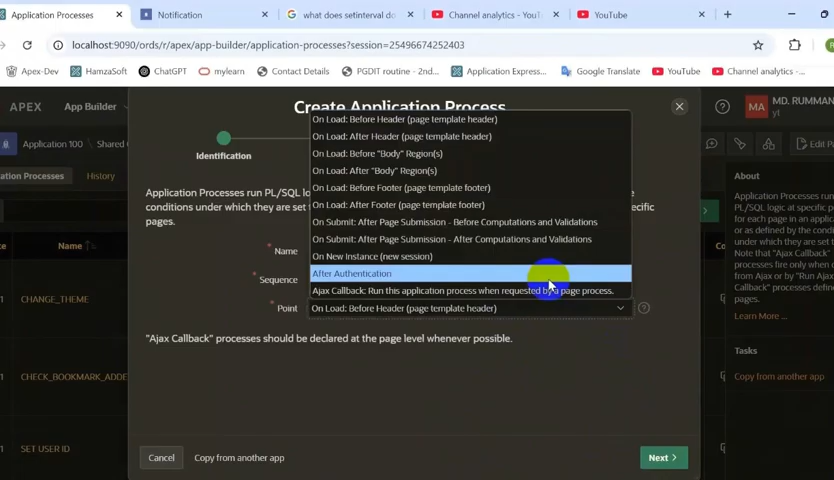 Application Processes
Notification
what does setinterval do
Channel analytics - YouT
YouTube
localhost:9090/ords/r/apex/app-builder/application-processes?session=25496674252403
Apex-Dev
HamzaSoft
ChatGPT
mylearn
Contact Details
PGDIT routine - 2nd...
Application Express...
Google Translate
YouTube
Channel analytics -...
APEX
App Builder
Create Application Process
MA
MD. RUMMAN
yt
Application 100 \ Shared C
Edit Pa
Identification
Application Processes
History
About
Application Processes run PL/SQL lo
conditions under which they are set
pages.
specific
Application Processes run
PL/SQL logic at specific p
for each page in an applic
or as defined by the condi
under which they are set t
Note that "Ajax Callback"
processes fire only when c
from Ajax or by "Run Ajax
Callback" processes define
pages.
Learn More ...
Name
* Name
* Sequence
* Point
On Load: Before Header (page template header)
On Load: After Header (page template header)
On Load: Before "Body" Region(s)
On Load: After "Body" Region(s)
On Load: Before Footer (page template footer)
On Load: After Footer (page template footer)
On Submit: After Page Submission - Before Computations and Validations
On Submit: After Page Submission - After Computations and Validations
On New Instance (new session)
After Authentication
Ajax Callback: Run this application process when requested by a page process.
On Load: Before Header (page template header)
"Ajax Callback" processes should be declared at the page level whenever possible.
CHANGE_THEME
CHECK_BOOKMARK_ADDE
SET USER ID
Tasks
Copy from another app
Cancel
Copy from another app
Next